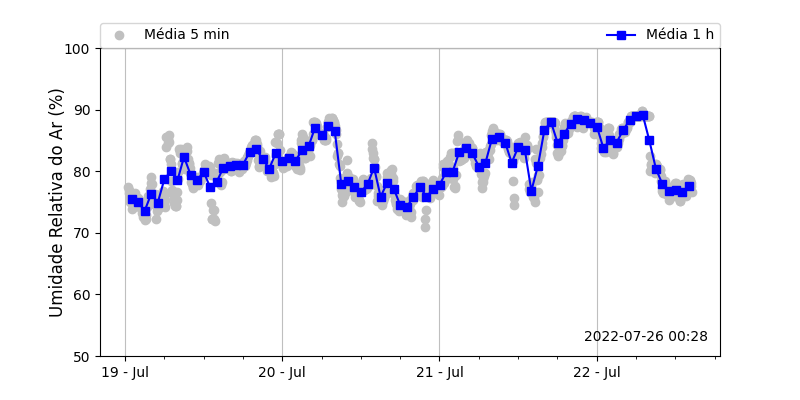 Média 5 min
Média 1 h
Umidade Relativa do Ar (%)
100
90
80
70
60
50
2022-07-26 00:28
19 - Jul
20 - Jul
21 - Jul
22 - Jul